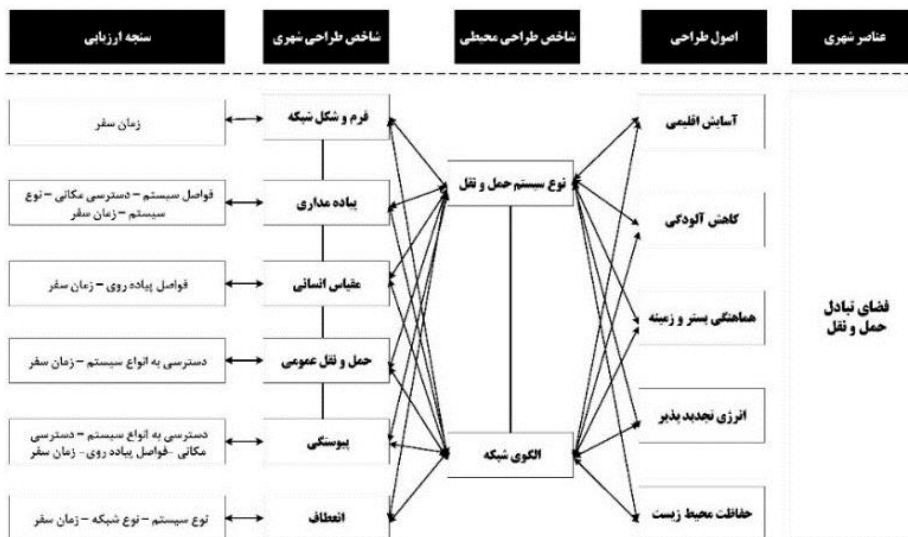 عناصر شهری
اصول طراحی
شاخص طراحی محیطی
شاخص طراحی شهری
سنجه ارزیابی
فضای تبادل
حمل و نقل
آسایش اقلیمی
کاهش آلودگی
هماهنگی بستر و زمینه
انرژی تجدید پذیر
حفاظت محیط زیست
نوع سیستم حمل و نقل
الگوی شبکه
فرم و شکل شبکه
پیاده مداری
مقیاس انسانی
حمل و نقل عمومی
پیوستگی
انعطاف
زمان سفر
فواصل سیستم – دسترسی مکانی – نوع
سیستم – زمان سفر
فواصل پیاده روی – زمان سفر
دسترسی به انواع سیستم – زمان سفر
دسترسی به انواع سیستم – دسترسی
مکانی -فواصل پیاده روی- زمان سفر
نوع سیستم – نوع شبکه – زمان سفر